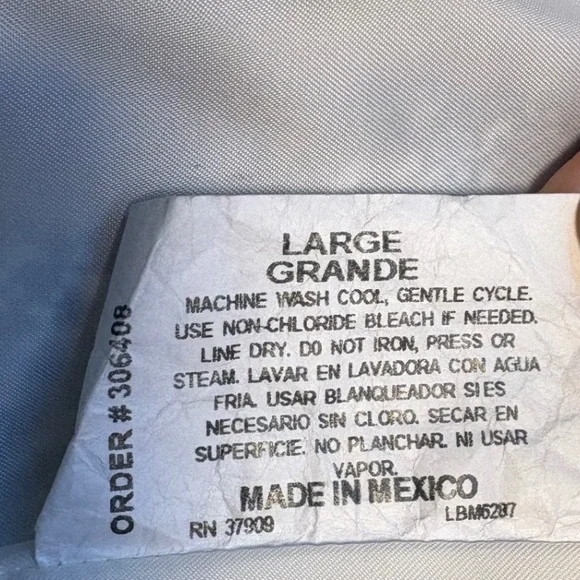 LARGE
GRANDE
MACHINE WASH COOL, GENTLE CYCLE.
USE NON-CHLORIDE BLEACH IF NEEDED.
LINE DRY. DO NOT IRON, PRESS OR
STEAM. LAVAR EN LAVADORA CON AGUA
FRIA. USAR BLANQUEADOR SI ES
NECESARIO SIN CLORO. SECAR EN
SUPERFICIE. NO PLANCHAR. NI USAR
VAPOR.
MADE IN MEXICO
RN 37909 LBM6287
ORDER # 306408